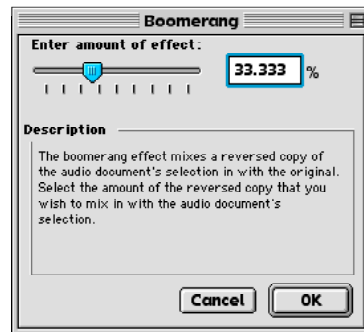 Boomerang
Enter amount of effect:
33.333 %
Description
The boomerang effect mixes a reversed copy of
the audio document's selection in with the original.
Select the amount of the reversed copy that you
wish to mix in with the audio document's
selection.
Cancel OK